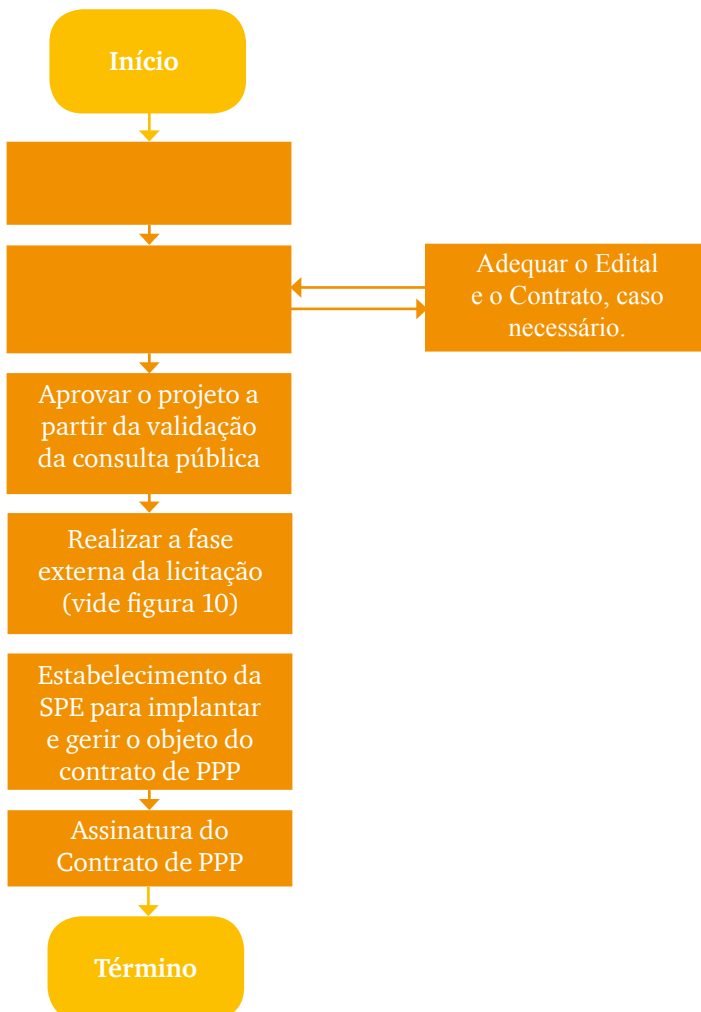 Início
Adequar o Edital
e o Contrato, caso
necessário.
Aprovar o projeto a
partir da validação
da consulta pública
Realizar a fase
externa da licitação
(vide figura 10)
Estabelecimento da
SPE para implantar
e gerir o objeto do
contrato de PPP
Assinatura do
Contrato de PPP
Término